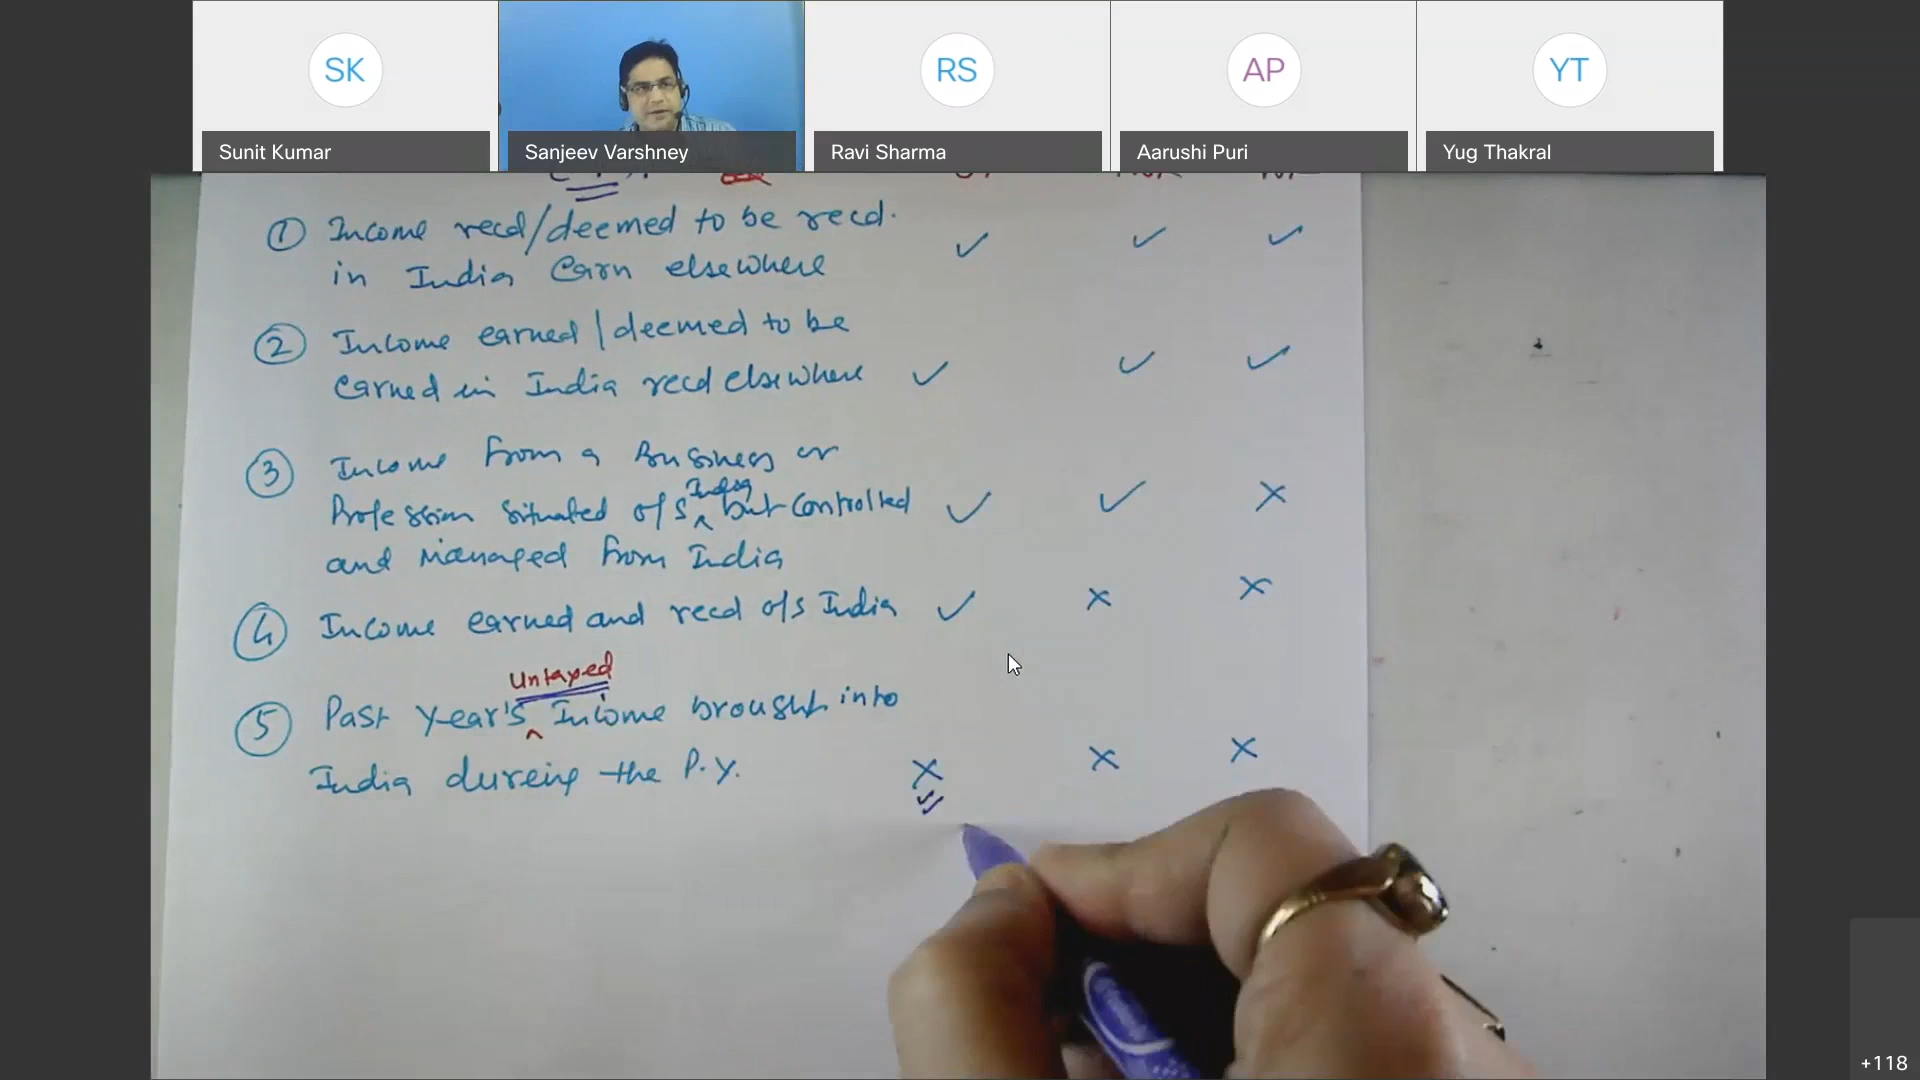 SK
RS
AP
YT
Sunit Kumar
Sanjeev Varshney
Ravi Sharma
Aarushi Puri
Yug Thakral
① Income recd/deemed to be recd.
in India Earn elsewhere ✓ ✓ ✓
② Income earned/deemed to be
earned in India recd elsewhere ✓ ✓ ✓
③ Income from a Business or
India
Profession situated o/s ^ but controlled ✓ ✓ ×
and managed from India
④ Income earned and recd o/s India ✓ × ×
Untaxed
⑤ Past year's ^ Income brought into
India dureing the P.Y. × × ×
+118